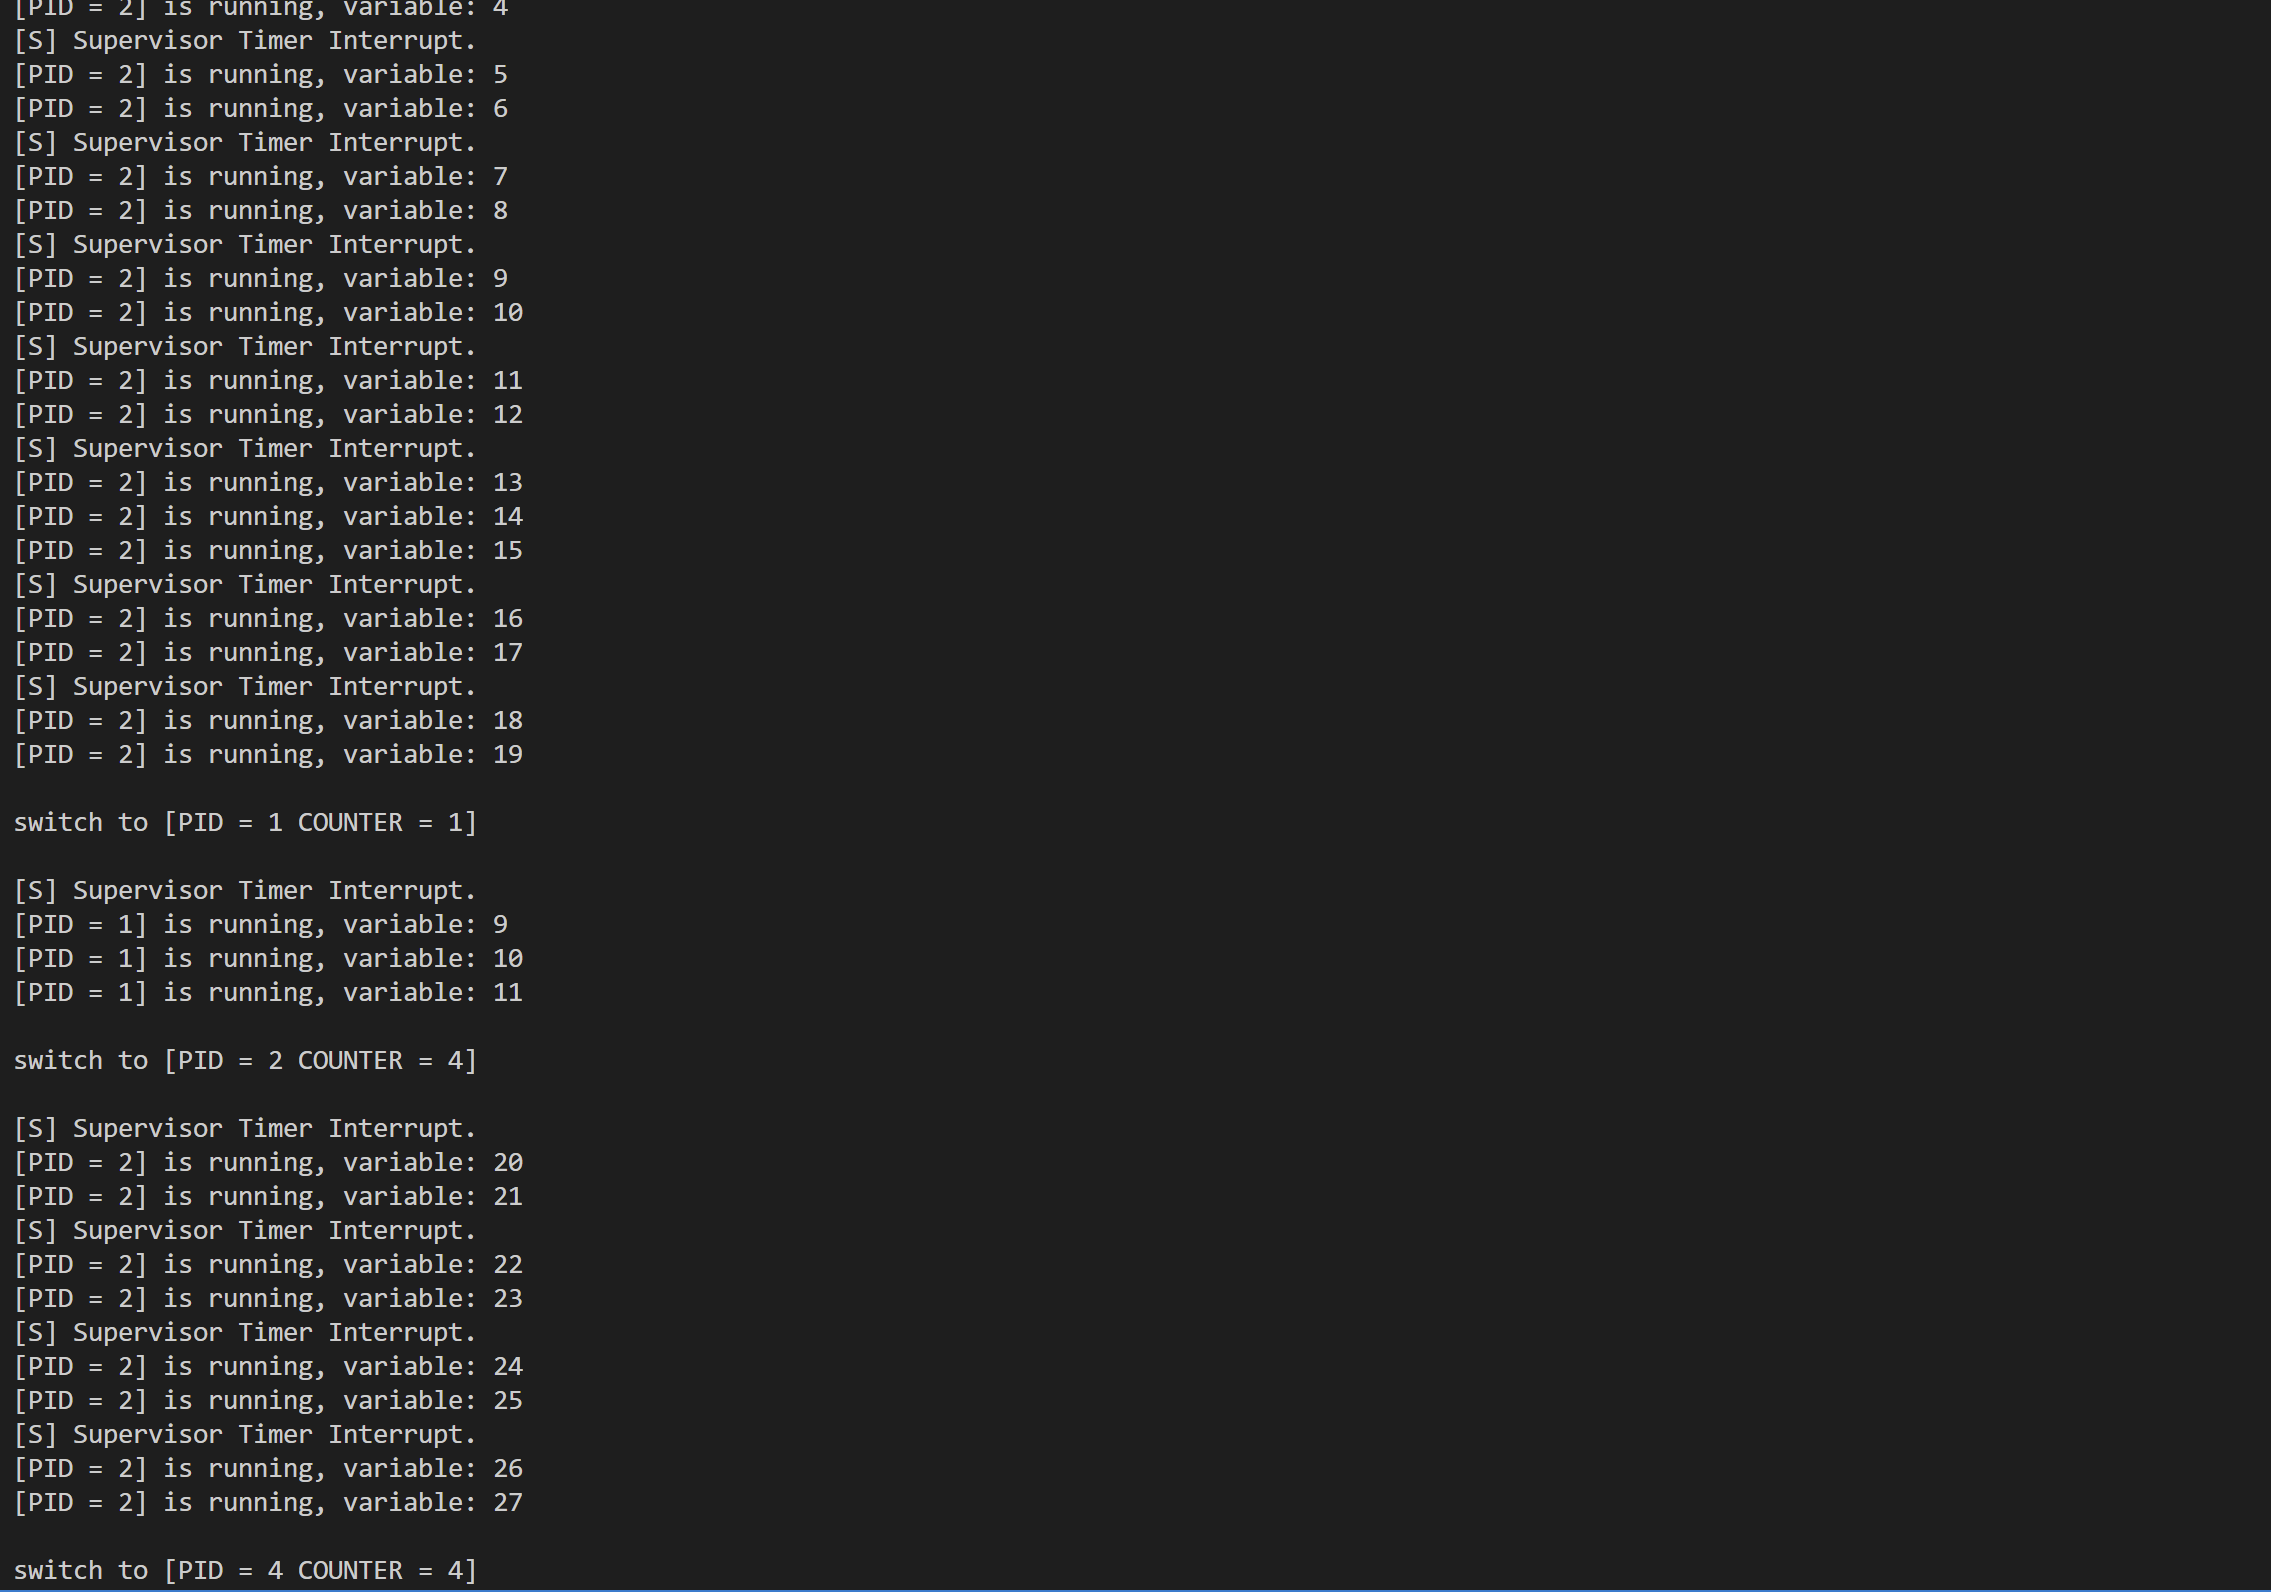 [PID = 2] is running, variable: 4
[S] Supervisor Timer Interrupt.
[PID = 2] is running, variable: 5
[PID = 2] is running, variable: 6
[S] Supervisor Timer Interrupt.
[PID = 2] is running, variable: 7
[PID = 2] is running, variable: 8
[S] Supervisor Timer Interrupt.
[PID = 2] is running, variable: 9
[PID = 2] is running, variable: 10
[S] Supervisor Timer Interrupt.
[PID = 2] is running, variable: 11
[PID = 2] is running, variable: 12
[S] Supervisor Timer Interrupt.
[PID = 2] is running, variable: 13
[PID = 2] is running, variable: 14
[PID = 2] is running, variable: 15
[S] Supervisor Timer Interrupt.
[PID = 2] is running, variable: 16
[PID = 2] is running, variable: 17
[S] Supervisor Timer Interrupt.
[PID = 2] is running, variable: 18
[PID = 2] is running, variable: 19
switch to [PID = 1 COUNTER = 1]
[S] Supervisor Timer Interrupt.
[PID = 1] is running, variable: 9
[PID = 1] is running, variable: 10
[PID = 1] is running, variable: 11
switch to [PID = 2 COUNTER = 4]
[S] Supervisor Timer Interrupt.
[PID = 2] is running, variable: 20
[PID = 2] is running, variable: 21
[S] Supervisor Timer Interrupt.
[PID = 2] is running, variable: 22
[PID = 2] is running, variable: 23
[S] Supervisor Timer Interrupt.
[PID = 2] is running, variable: 24
[PID = 2] is running, variable: 25
[S] Supervisor Timer Interrupt.
[PID = 2] is running, variable: 26
[PID = 2] is running, variable: 27
switch to [PID = 4 COUNTER = 4]